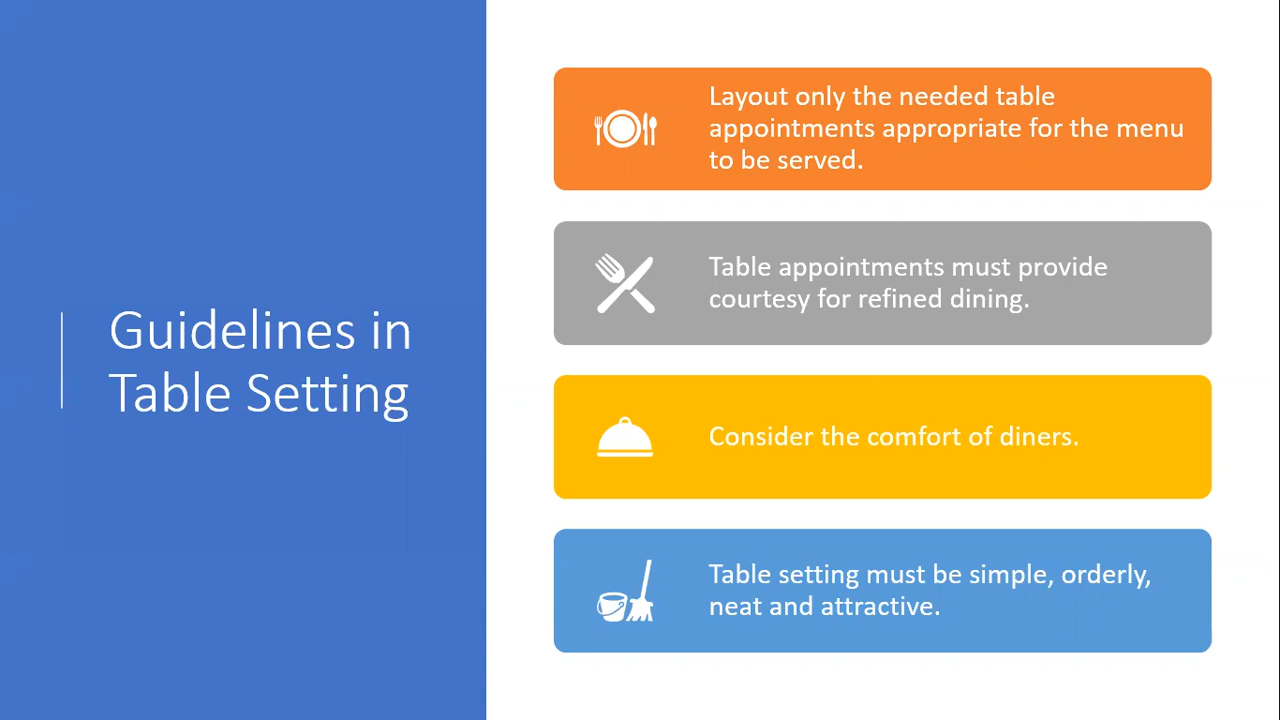 Guidelines in
Table Setting
Layout only the needed table
appointments appropriate for the menu
to be served.
Table appointments must provide
courtesy for refined dining.
Consider the comfort of diners.
Table setting must be simple, orderly,
neat and attractive.